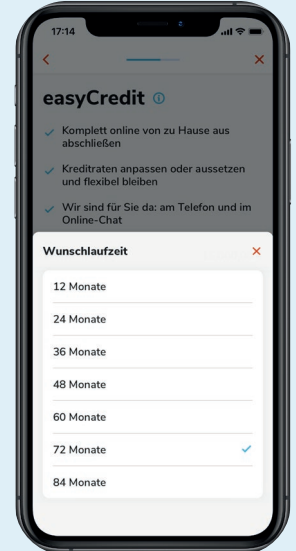 17:14
easyCredit
Komplett online von zu Hause aus
abschließen
Kreditraten anpassen oder aussetzen
und flexibel bleiben
Wir sind für Sie da: am Telefon und im
Online-Chat
Wunschlaufzeit
12 Monate
24 Monate
36 Monate
48 Monate
60 Monate
72 Monate
84 Monate